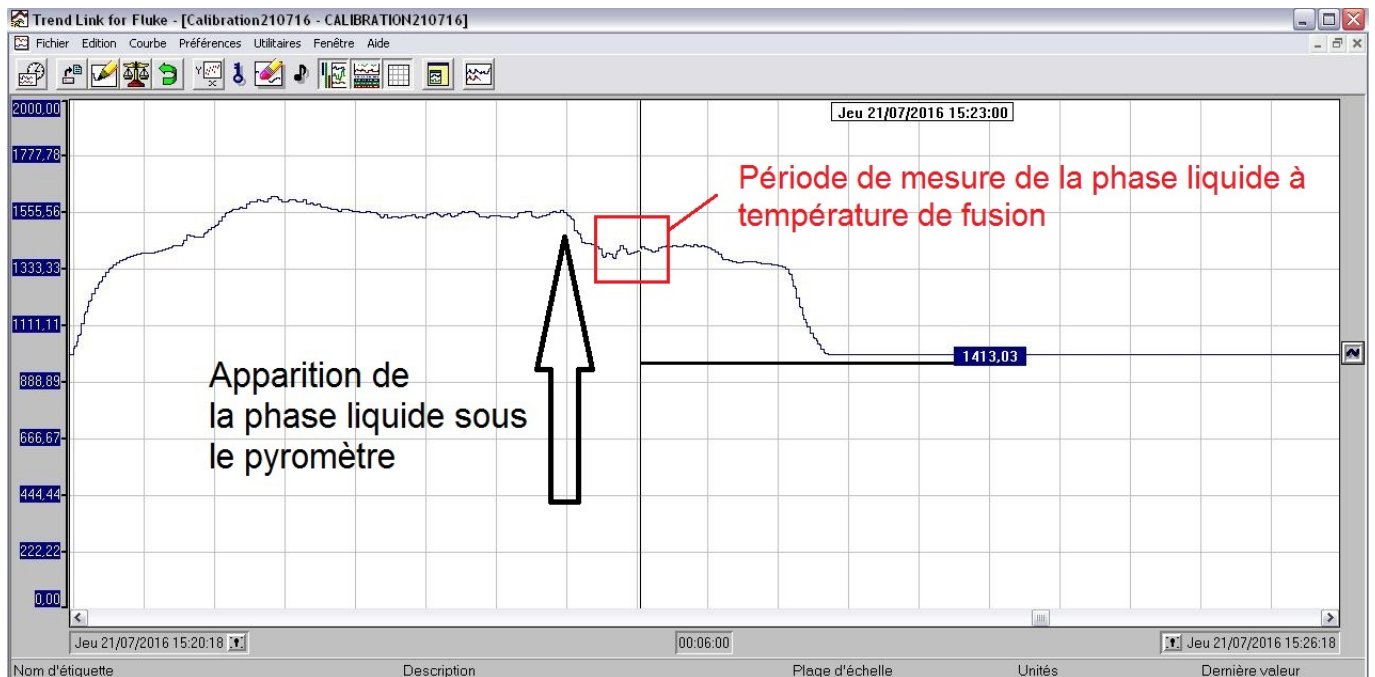 Trend Link for Fluke - [Calibration210716 - CALIBRATION210716]
Fichier Edition Courbe Préférences Utilitaires Fenêtre Aide
2000,00
Jeu 21/07/2016 15:23:00
1777,78
Période de mesure de la phase liquide à
température de fusion
1555,56
1333,33
1111,11
1413,03
888,89
Apparition de
la phase liquide sous
le pyromètre
666,67
444,44
222,22
0,00
Jeu 21/07/2016 15:20:18
00:06:00
Jeu 21/07/2016 15:26:18
Nom d'étiquette Description Plage d'échelle Unités Dernière valeur